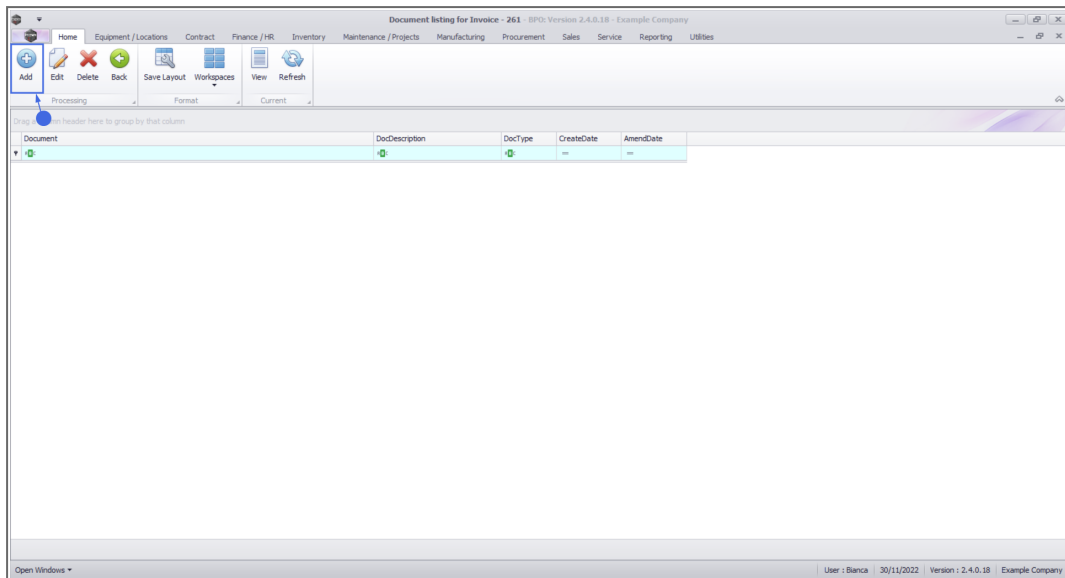 Document listing for Invoice - 261 - BPO: Version 2.4.0.18 - Example Company
Home Equipment / Locations Contract Finance / HR Inventory Maintenance / Projects Manufacturing Procurement Sales Service Reporting Utilities
Add Edit Delete Back Save Layout Workspaces View Refresh
Processing Format Current
Drag a header here to group by that column
Document DocDescription DocType CreateDate AmendDate
= =
Open Windows User : Bianca 30/11/2022 Version : 2.4.0.18 Example Company